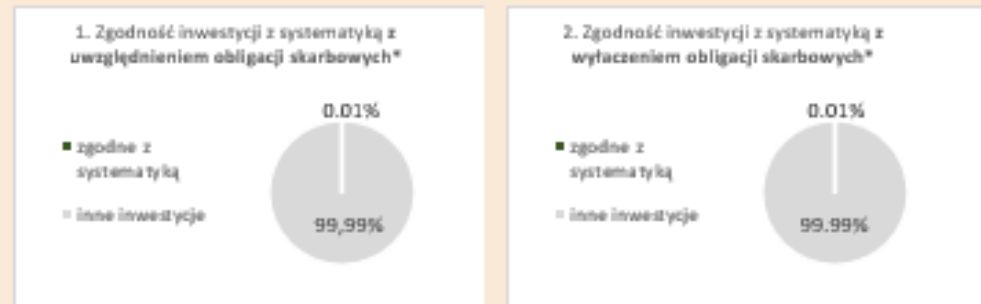 1. Zgodność inwestycji z systematyką z
uwzględnieniem obligacji skarbowych*
0.01%
zgodne z
systematyką
inne inwestycje
99,99%
2. Zgodność inwestycji z systematyką z
wyłaczeniem obligacji skarbowych*
0.01%
zgodne z
systematyką
inne inwestycje
99.99%